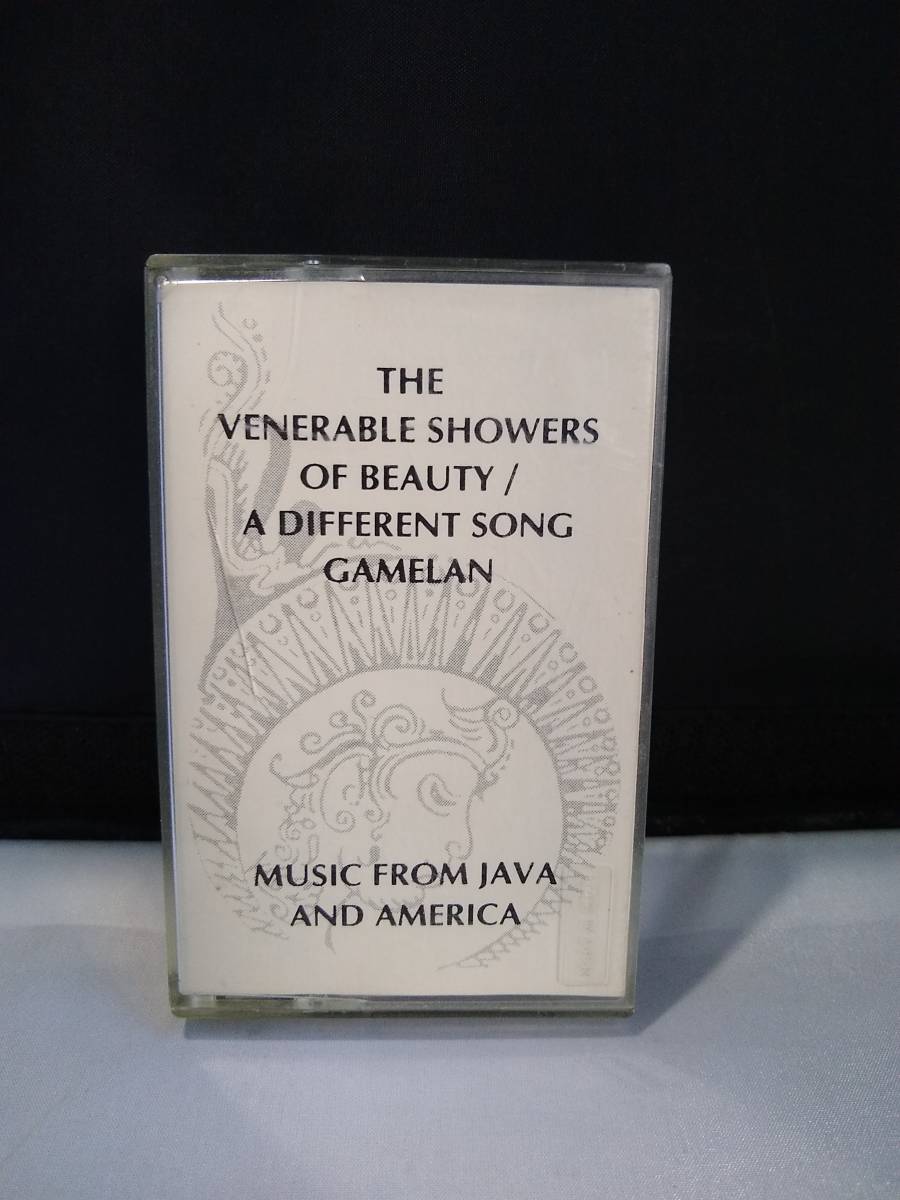 THE
VENERABLE SHOWERS
OF BEAUTY /
A DIFFERENT SONG
GAMELAN
MUSIC FROM JAVA
AND AMERICA